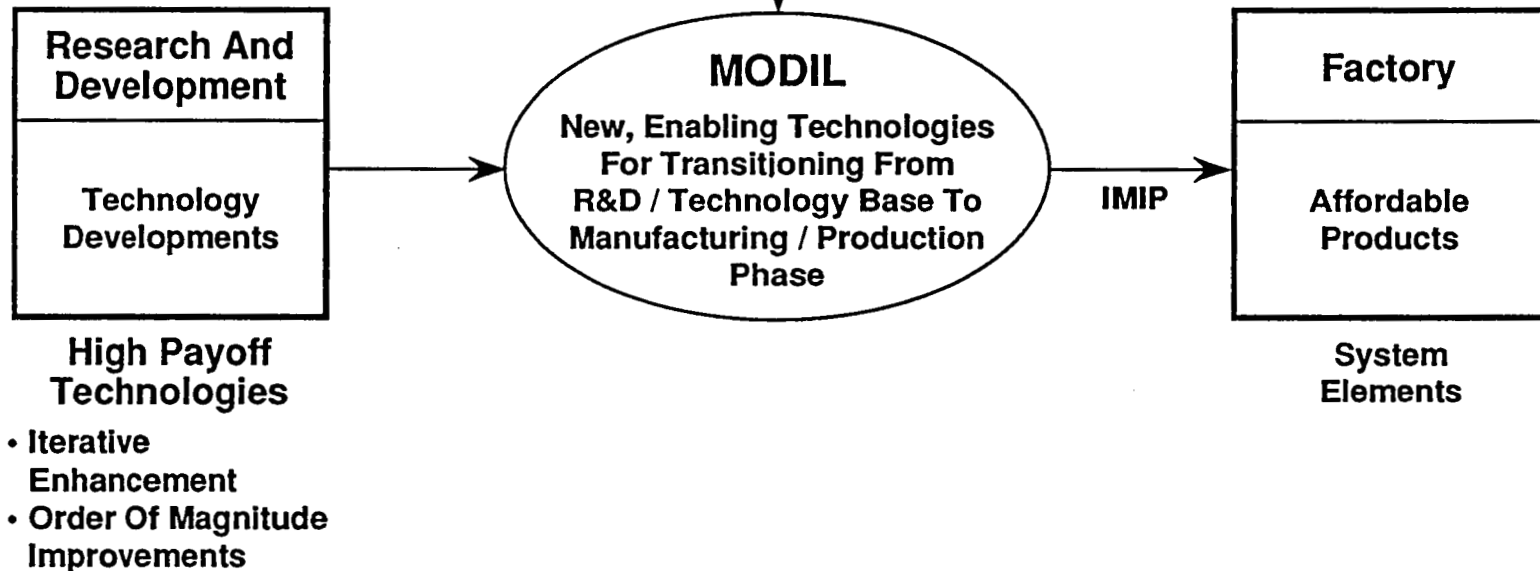 Research And
Development
Technology
Developments
High Payoff
Technologies
• Iterative
Enhancement
• Order Of Magnitude
Improvements
MODIL
New, Enabling Technologies
For Transitioning From
R&D / Technology Base To
Manufacturing / Production
Phase
IMIP
Factory
Affordable
Products
System
Elements